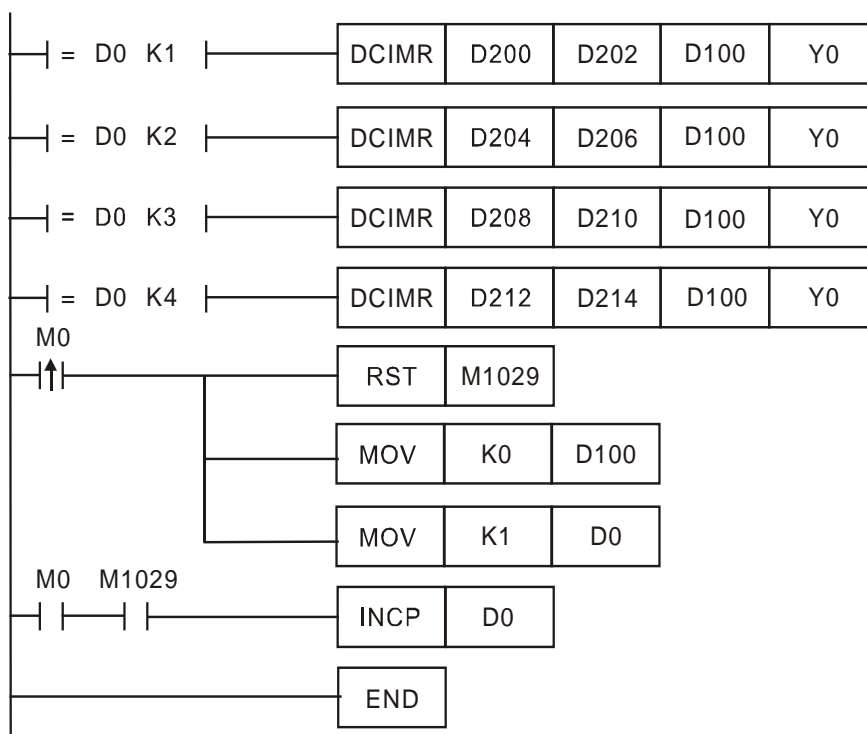 = D0 K1 DCIMR D200 D202 D100 Y0
= D0 K2 DCIMR D204 D206 D100 Y0
= D0 K3 DCIMR D208 D210 D100 Y0
= D0 K4 DCIMR D212 D214 D100 Y0
M0
RST M1029
MOV K0 D100
MOV K1 D0
M0 M1029
INCP D0
END